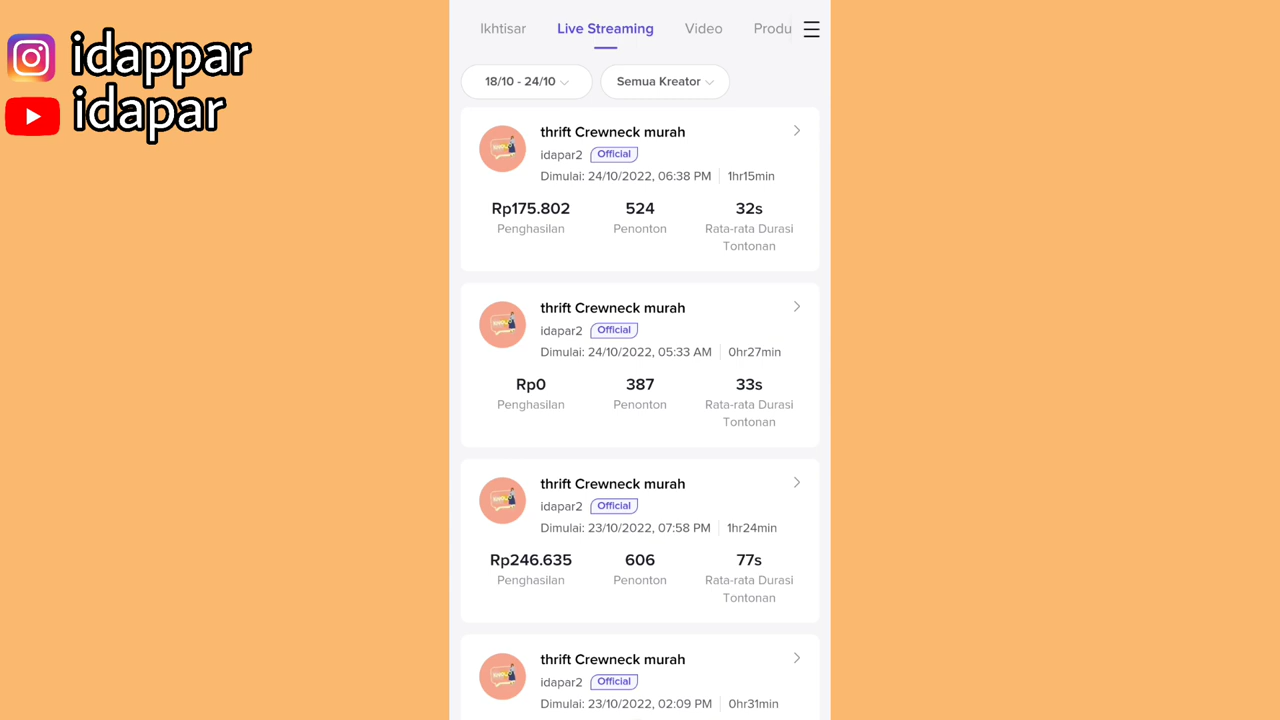 idappar
idapar
Ikhtisar Live Streaming Video Produ
18/10 - 24/10 Semua Kreator
thrift Crewneck murah
idapar2 Official
Dimulai: 24/10/2022, 06:38 PM 1hr15min
Rp175.802 524 32s
Penghasilan Penonton Rata-rata Durasi
Tontonan
thrift Crewneck murah
idapar2 Official
Dimulai: 24/10/2022, 05:33 AM 0hr27min
Rp0 387 33s
Penghasilan Penonton Rata-rata Durasi
Tontonan
thrift Crewneck murah
idapar2 Official
Dimulai: 23/10/2022, 07:58 PM 1hr24min
Rp246.635 606 77s
Penghasilan Penonton Rata-rata Durasi
Tontonan
thrift Crewneck murah
idapar2 Official
Dimulai: 23/10/2022, 02:09 PM 0hr31min